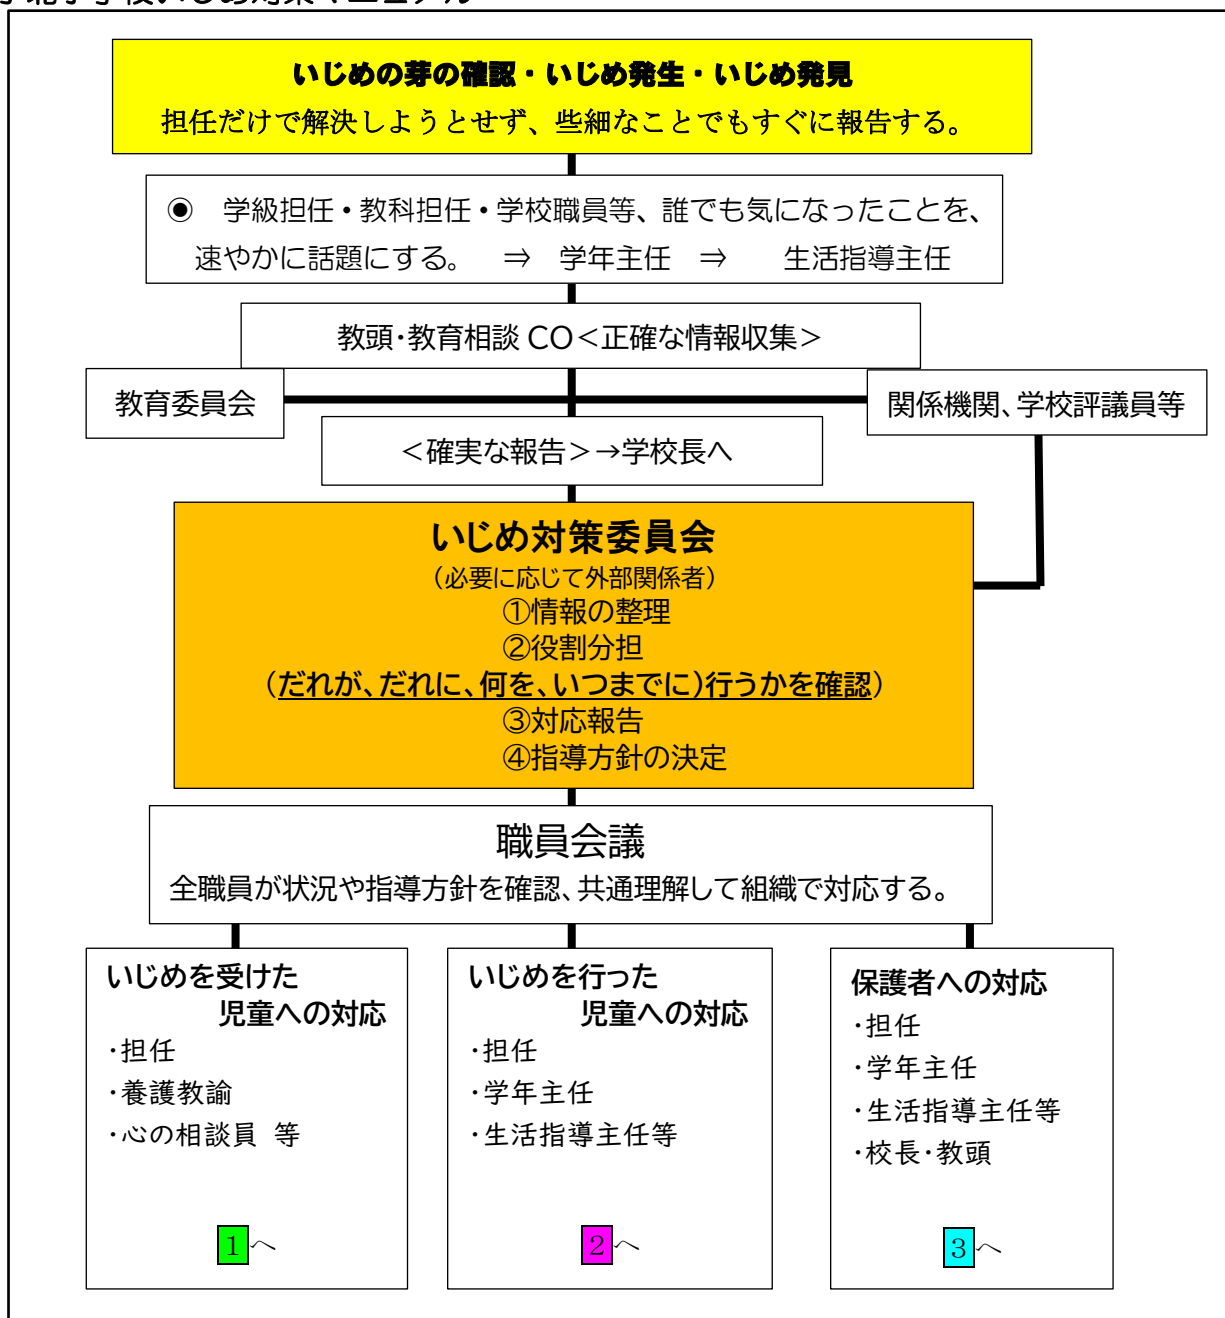 小学校いじめ対策マニュアル
いじめの芽の確認・いじめ発生・いじめ発見
担任だけで解決しようとせず、些細なことでもすぐに報告する。
◉　学級担任・教科担任・学校職員等、誰でも気になったことを、
速やかに話題にする。　⇒　学年主任　⇒　　生活指導主任
教頭・教育相談 CO<正確な情報収集>
教育委員会
関係機関、学校評議員等
<確実な報告>→学校長へ
いじめ対策委員会
(必要に応じて外部関係者)
①情報の整理
②役割分担
(だれが、だれに、何を、いつまでに)行うかを確認)
③対応報告
④指導方針の決定
職員会議
全職員が状況や指導方針を確認、共通理解して組織で対応する。
いじめを受けた
児童への対応
・担任
・養護教諭
・心の相談員 等
1へ
いじめを行った
児童への対応
・担任
・学年主任
・生活指導主任等
2へ
保護者への対応
・担任
・学年主任
・生活指導主任等
・校長・教頭
3へ